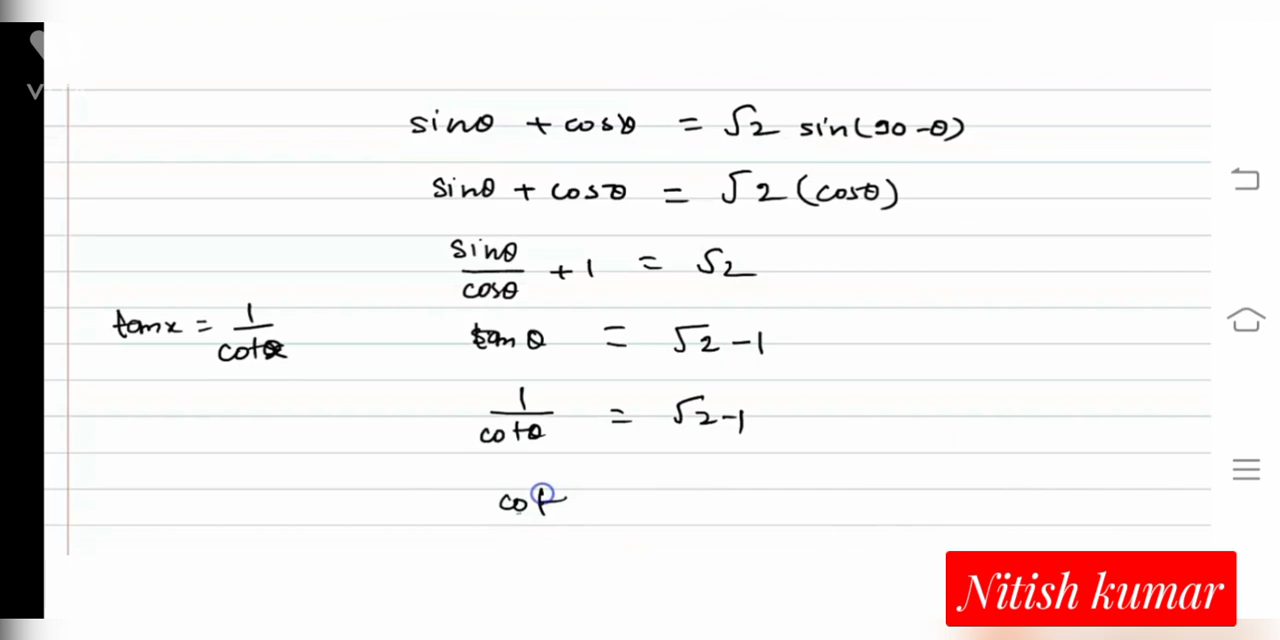 sinθ + cosθ = √2 sin(90 -θ)
sinθ + cosθ = √2 (cosθ)
sinθ/cosθ + 1 = √2
tanx = 1/cotx
tanθ = √2 -1
1/cotθ = √2 -1
cot
Nitish kumar